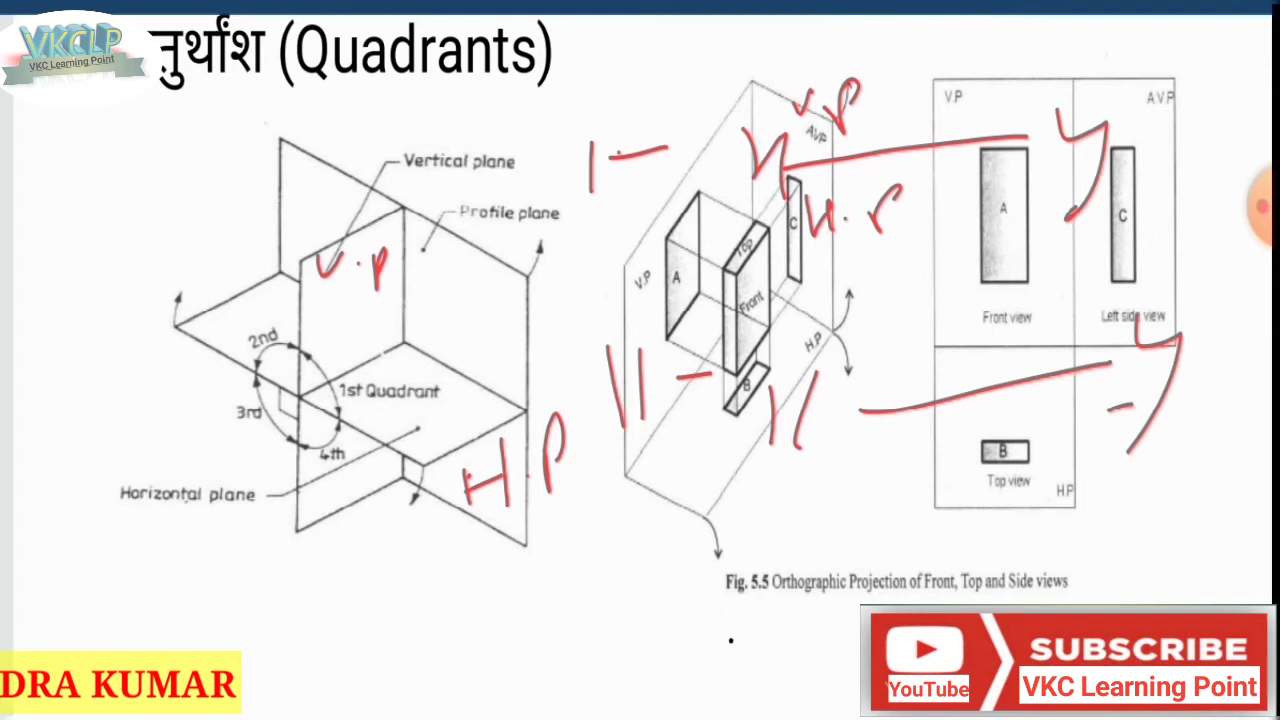 VKCLP
VKC Learning Point
तुर्थांश (Quadrants)
Vertical plane
Profile plane
V.P
2nd
1st Quadrant
3rd
4th
Horizontal plane
H.P
V.P
AVP
V.P
A
Top
Front
C
B
H.P
1 -
11 -
V.P
A.V.P
A
C
Front view
Left side view
B
Top view
H.P
Fig. 5.5 Orthographic Projection of Front, Top and Side views
DRA KUMAR
SUBSCRIBE
YouTube
VKC Learning Point